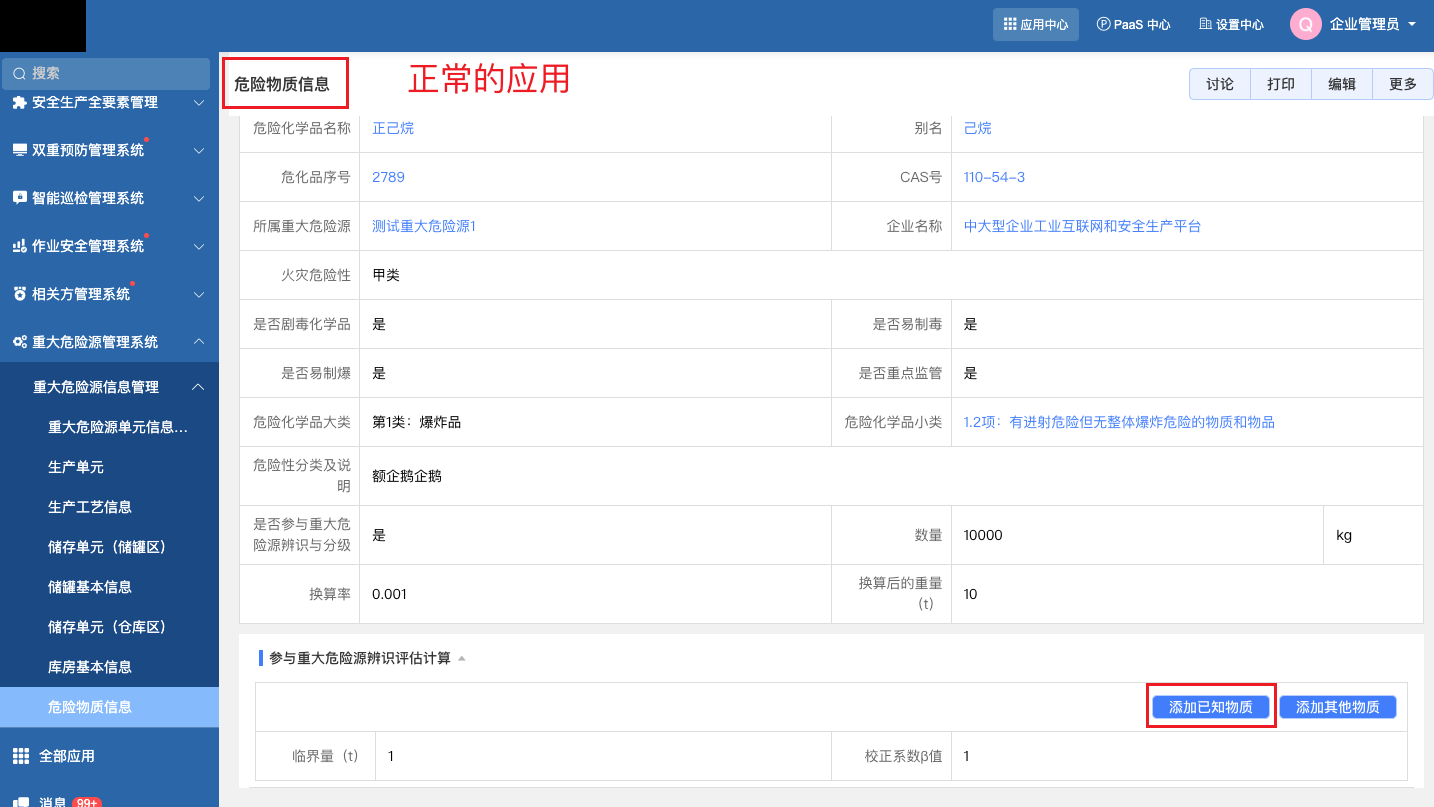 应用中心
PaaS 中心
设置中心
Q
企业管理员
搜索
安全生产全要素管理
双重预防管理系统
智能巡检管理系统
作业安全管理系统
相关方管理系统
重大危险源管理系统
重大危险源信息管理
重大危险源单元信息...
生产单元
生产工艺信息
储存单元（储罐区）
储罐基本信息
储存单元（仓库区）
库房基本信息
危险物质信息
全部应用
消息 99+
危险物质信息
正常的应用
讨论 打印 编辑 更多
危险化学品名称 正己烷 别名 己烷
危化品序号 2789 CAS号 110-54-3
所属重大危险源 测试重大危险源1 企业名称 中大型企业工业互联网和安全生产平台
火灾危险性 甲类
是否剧毒化学品 是 是否易制毒 是
是否易制爆 是 是否重点监管 是
危险化学品大类 第1类：爆炸品 危险化学品小类 1.2项：有迸射危险但无整体爆炸危险的物质和物品
危险性分类及说
明
额企鹅企鹅
是否参与重大危
险源辨识与分级
是 数量 10000 kg
换算率 0.001
换算后的重量
（t）
10
参与重大危险源辨识评估计算
添加已知物质 添加其他物质
临界量（t） 1 校正系数β值 1